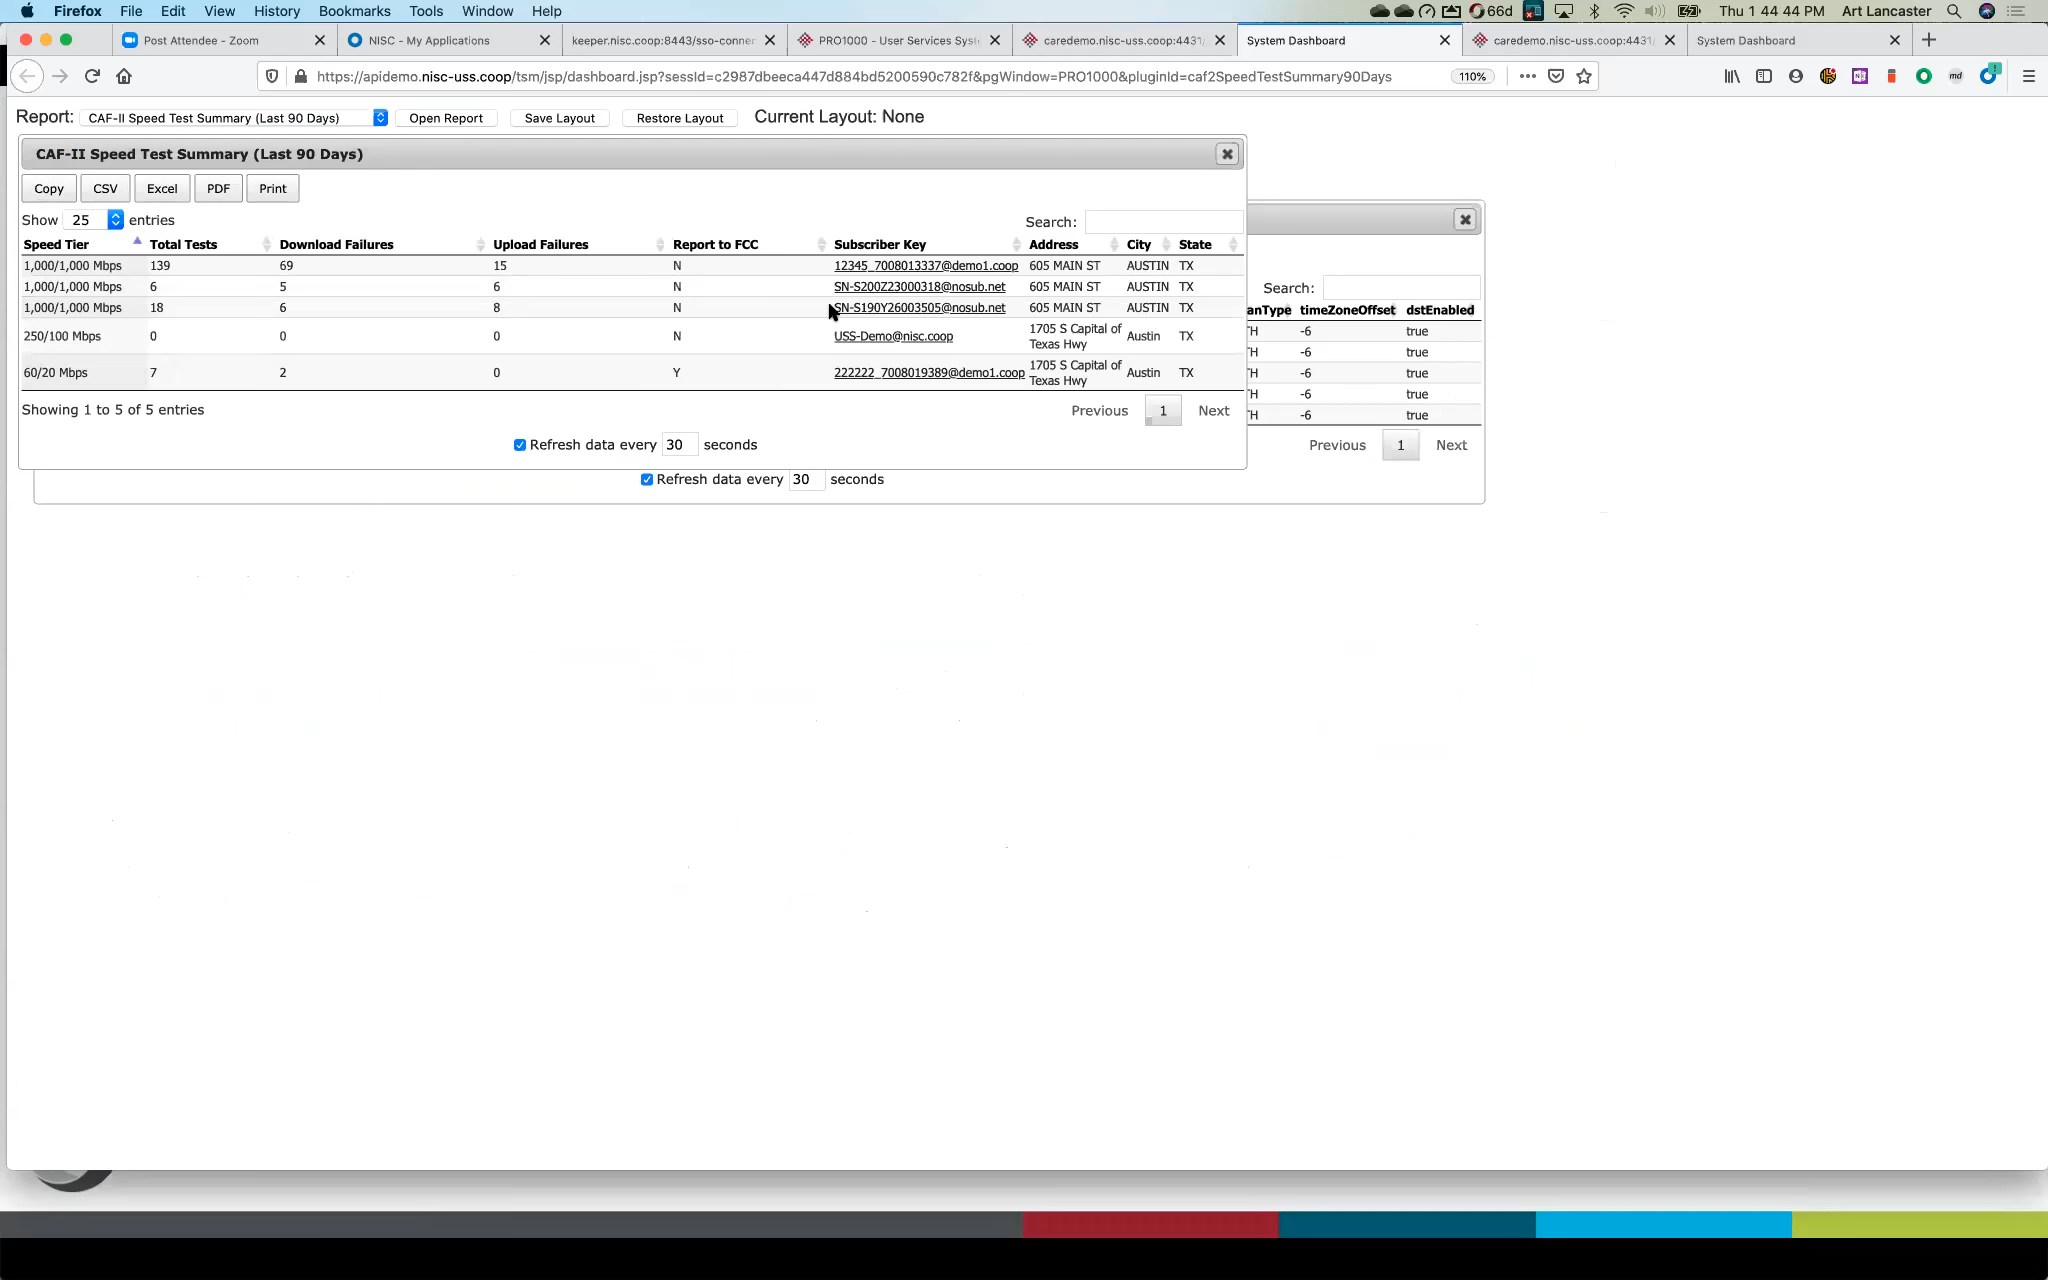 Firefox File Edit View History Bookmarks Tools Window Help 66d Thu 1 44 44 PM Art Lancaster
Post Attendee - Zoom NISC - My Applications keeper.nisc.coop:8443/sso-connec PRO1000 - User Services Syst caredemo.nisc-uss.coop:4431/ System Dashboard caredemo.nisc-uss.coop:4431/ System Dashboard
https://apidemo.nisc-uss.coop/tsm/jsp/dashboard.jsp?sessId=c2987dbeeca447d884bd5200590c782f&pgWindow=PRO1000&pluginId=caf2SpeedTestSummary90Days 110%
Report: CAF-II Speed Test Summary (Last 90 Days) Open Report Save Layout Restore Layout Current Layout: None
CAF-II Speed Test Summary (Last 90 Days)
Copy CSV Excel PDF Print
Show 25 entries Search:
Speed Tier Total Tests Download Failures Upload Failures Report to FCC Subscriber Key Address City State
1,000/1,000 Mbps 139 69 15 N 12345_7008013337@demo1.coop 605 MAIN ST AUSTIN TX
1,000/1,000 Mbps 6 5 6 N SN-S200Z23000318@nosub.net 605 MAIN ST AUSTIN TX
1,000/1,000 Mbps 18 6 8 N SN-S190Y26003505@nosub.net 605 MAIN ST AUSTIN TX
250/100 Mbps 0 0 0 N USS-Demo@nisc.coop 1705 S Capital of Texas Hwy Austin TX
60/20 Mbps 7 2 0 Y 222222_7008019389@demo1.coop 1705 S Capital of Texas Hwy Austin TX
Showing 1 to 5 of 5 entries Previous 1 Next
Refresh data every 30 seconds
Search:
anType timeZoneOffset dstEnabled
TH -6 true
TH -6 true
TH -6 true
TH -6 true
TH -6 true
Previous 1 Next
Refresh data every 30 seconds